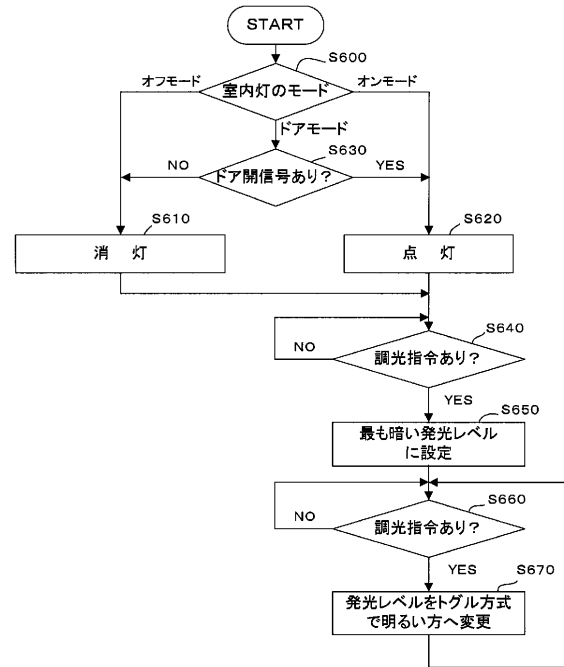 START
S600
オフモード
室内灯のモード
オンモード
ドアモード
S630
NO
ドア開信号あり？
YES
S610
消 灯
S620
点 灯
S640
NO
調光指令あり？
YES
S650
最も暗い発光レベル
に設定
S660
NO
調光指令あり？
YES
S670
発光レベルをトグル方式
で明るい方へ変更